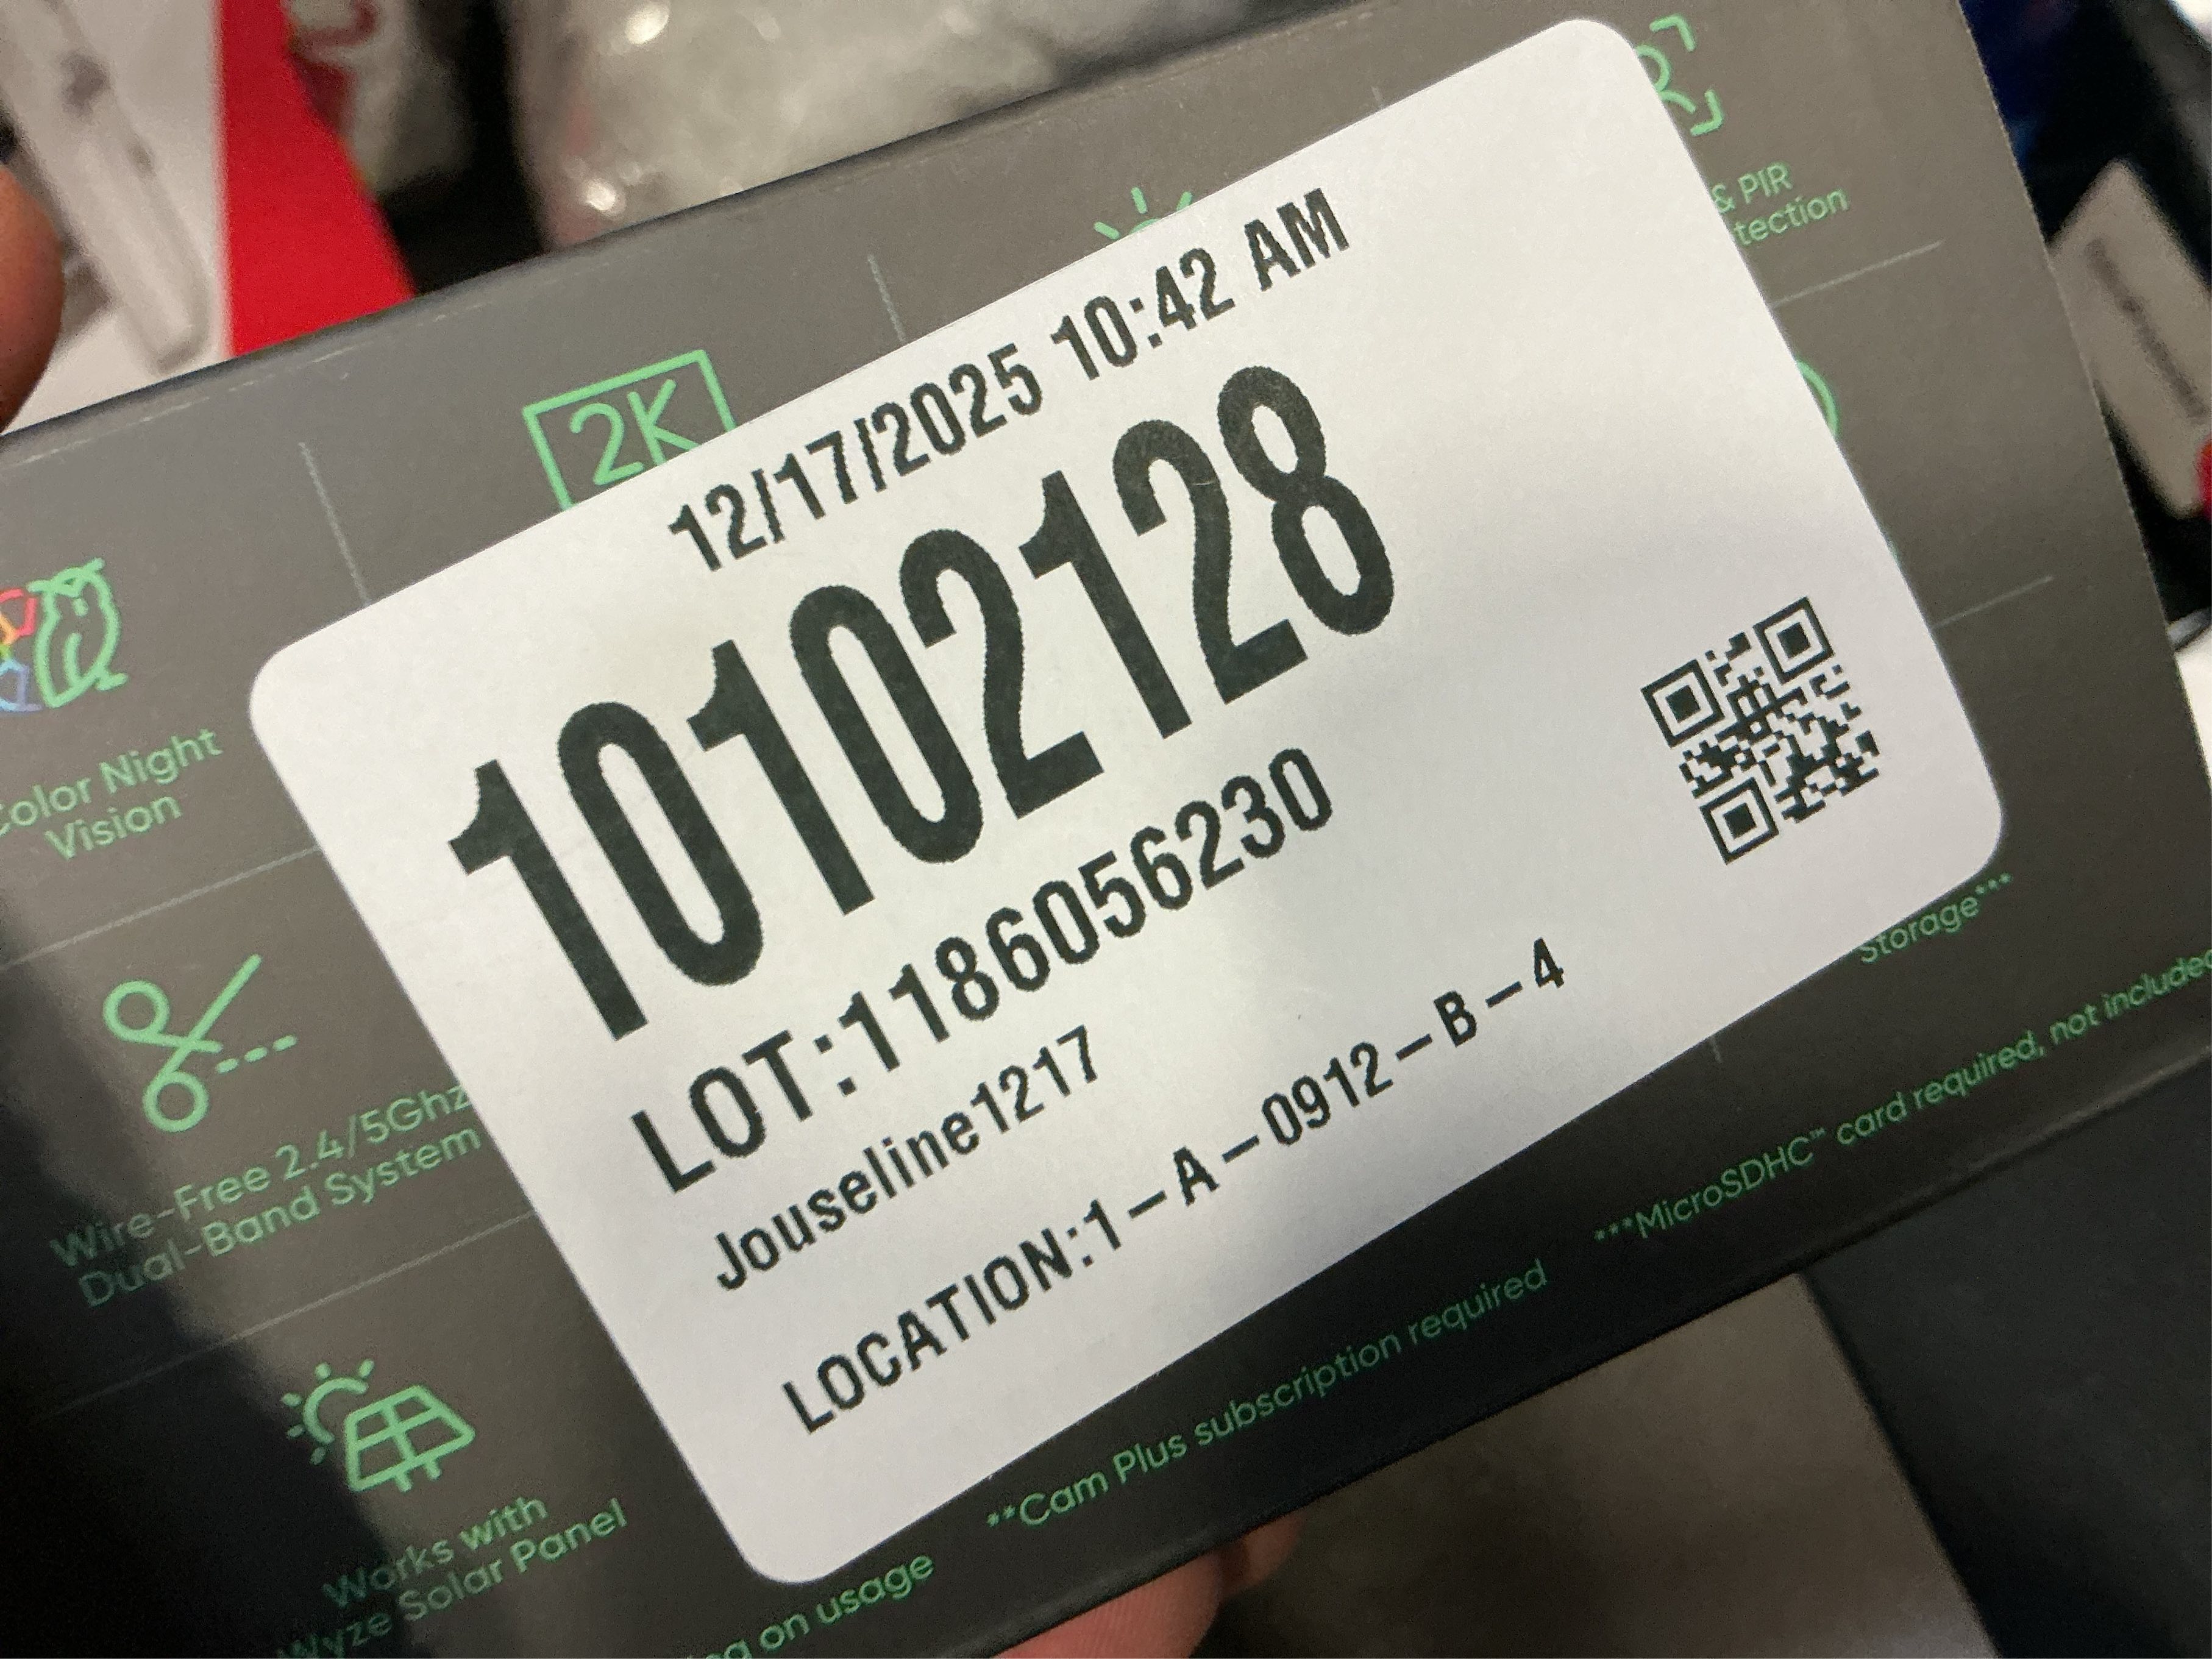 & PIR
tection
2K
12/17/2025 10:42 AM
10102128
LOT:1186056230
Jouseline1217
LOCATION:1-A-0912-B-4
Color Night
Vision
Wire-Free 2.4/5Ghz
Dual-Band System
Works with
Wyze Solar Panel
Storage***
on usage
**Cam Plus subscription required
***MicroSDHC™ card required, not included